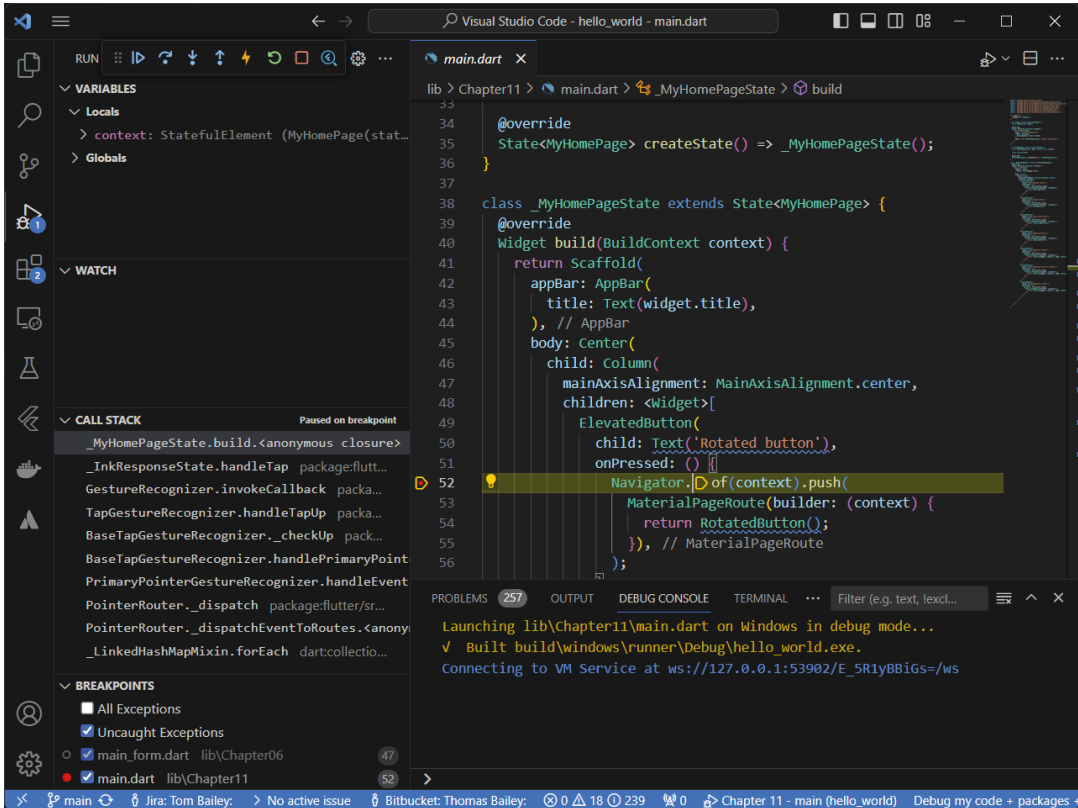 Visual Studio Code - hello_world - main.dart
RUN
VARIABLES
Locals
context: StatefulElement (MyHomePage(stat...
Globals
1
2
WATCH
CALL STACK Paused on breakpoint
_MyHomePageState.build.<anonymous closure>
_InkResponseState.handleTap package:flutt...
GestureRecognizer.invokeCallback packa...
TapGestureRecognizer.handleTapUp packa...
BaseTapGestureRecognizer._checkUp pack...
BaseTapGestureRecognizer.handlePrimaryPoint
PrimaryPointerGestureRecognizer.handleEvent
PointerRouter._dispatch package:flutter/sr...
PointerRouter._dispatchEventToRoutes.<anony
_LinkedHashMapMixin.forEach dart:collectio...
BREAKPOINTS
All Exceptions
Uncaught Exceptions
main_form.dart lib\Chapter06 47
main.dart lib\Chapter11 52
main.dart
lib > Chapter11 > main.dart > _MyHomePageState > build
33
34 @override
35 State<MyHomePage> createState() => _MyHomePageState();
36 }
37
38 class _MyHomePageState extends State<MyHomePage> {
39 @override
40 Widget build(BuildContext context) {
41 return Scaffold(
42 appBar: AppBar(
43 title: Text(widget.title),
44 ), // AppBar
45 body: Center(
46 child: Column(
47 mainAxisAlignment: MainAxisAlignment.center,
48 children: <Widget>[
49 ElevatedButton(
50 child: Text('Rotated button'),
51 onPressed: () {
52 Navigator.of(context).push(
53 MaterialPageRoute(builder: (context) {
54 return RotatedButton();
55 }), // MaterialPageRoute
56 );
PROBLEMS 257 OUTPUT DEBUG CONSOLE TERMINAL ... Filter (e.g. text, !excl...
Launching lib\Chapter11\main.dart on Windows in debug mode...
√ Built build\windows\runner\Debug\hello_world.exe.
Connecting to VM Service at ws://127.0.0.1:53902/E_5R1yBBiGs=/ws
>
main Jira: Tom Bailey: > No active issue Bitbucket: Thomas Bailey: 0 18 239 0 Chapter 11 - main (hello_world) Debug my code + packages